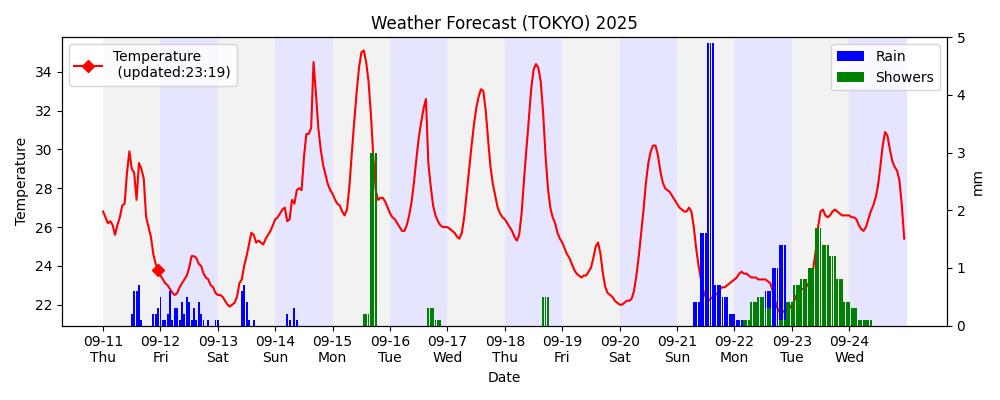 Weather Forecast (TOKYO) 2025
Temperature
(updated:23:19)
Rain
Showers
Temperature
34
32
30
28
26
24
22
5
4
3
2
1
0
mm
09-11 09-12 09-13 09-14 09-15 09-16 09-17 09-18 09-19 09-20 09-21 09-22 09-23 09-24
Thu Fri Sat Sun Mon Tue Wed Thu Fri Sat Sun Mon Tue Wed
Date